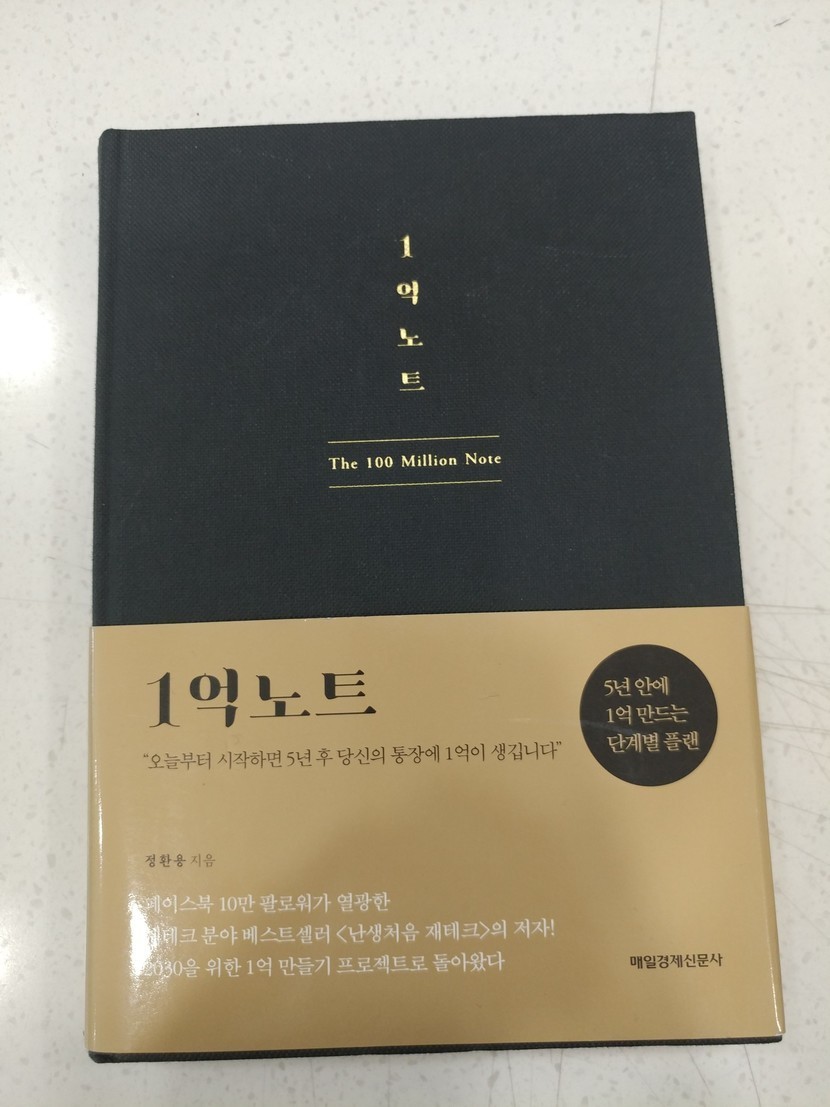 1
억
노
트
The 100 Million Note
1억노트
"오늘부터 시작하면 5년 후 당신의 통장에 1억이 생깁니다"
5년 안에
1억 만드는
단계별 플랜
정환용 지음
페이스북 10만 팔로워가 열광한
재테크 분야 베스트셀러 <난생처음 재테크>의 저자!
2030을 위한 1억 만들기 프로젝트로 돌아왔다
매일경제신문사